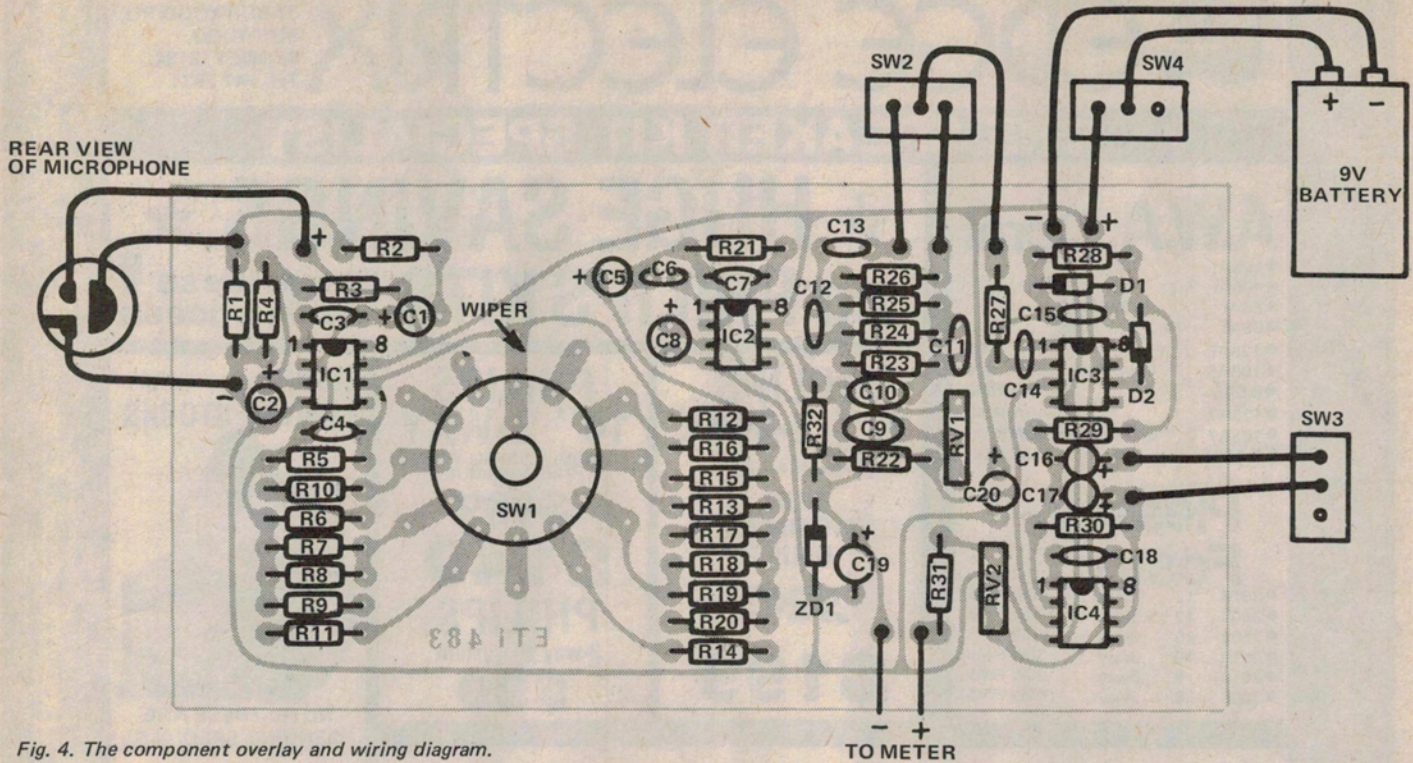 SW2
SW4
+ -
9V
BATTERY
REAR VIEW
OF MICROPHONE
+
R2
R1
R4
R3
C3
+
C1
1
8
IC1
-
+
C2
C4
R5
R10
R6
R7
R8
R9
R11
WIPER
SW1
ETI 483
+
C5
C6
R21
C7
1
8
IC2
+
C8
R12
R16
R15
R13
R17
R18
R19
R20
R14
C13
C12
R26
R25
R24
R23
C11
C10
C9
R22
R32
RV1
ZD1
+
C19
R27
- +
R28
D1
C15
1
8
IC3
C14
D2
R29
C16
+
C17
+
R30
C18
+
C20
R31
RV2
1
8
IC4
SW3
- +
TO METER
Fig. 4. The component overlay and wiring diagram.